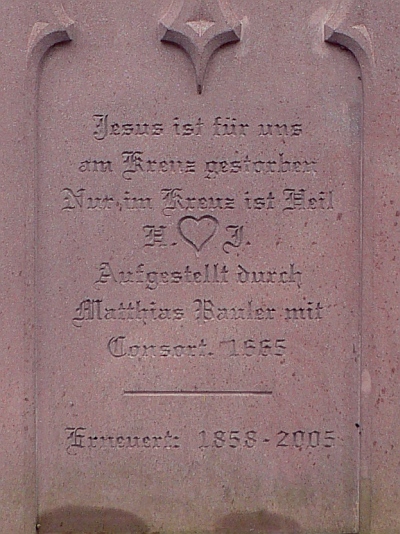 Jesus ist für uns
am Kreuz gestorben
Nur im Kreuz ist Heil
H. J.
Aufgestellt durch
Matthias Bauler mit
Consort. 1665
Erneuert: 1858-2005